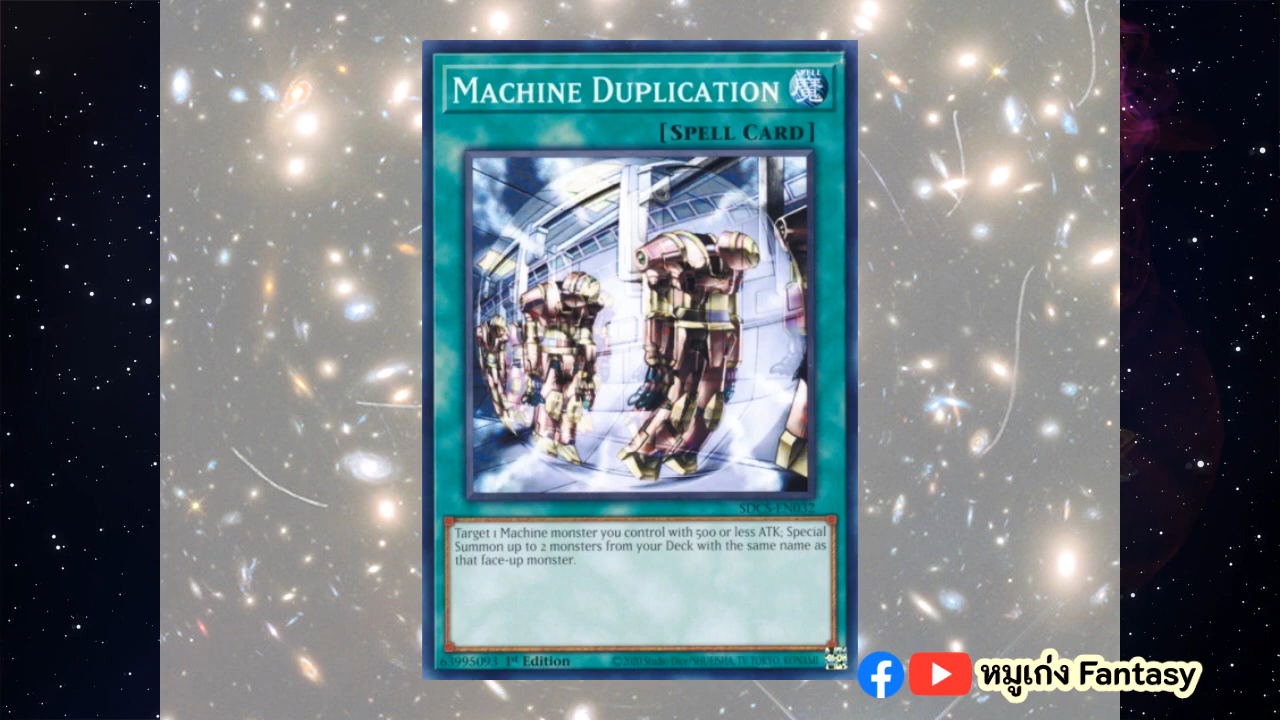 MACHINE DUPLICATION
SPELL
魔
[SPELL CARD]
SDCS-EN032
Target 1 Machine monster you control with 500 or less ATK; Special
Summon up to 2 monsters from your Deck with the same name as
that face-up monster.
63995093 1st Edition
©2020 Studio Dice/SHUEISHA, TV TOKYO, KONAMI
หมูเก่ง Fantasy